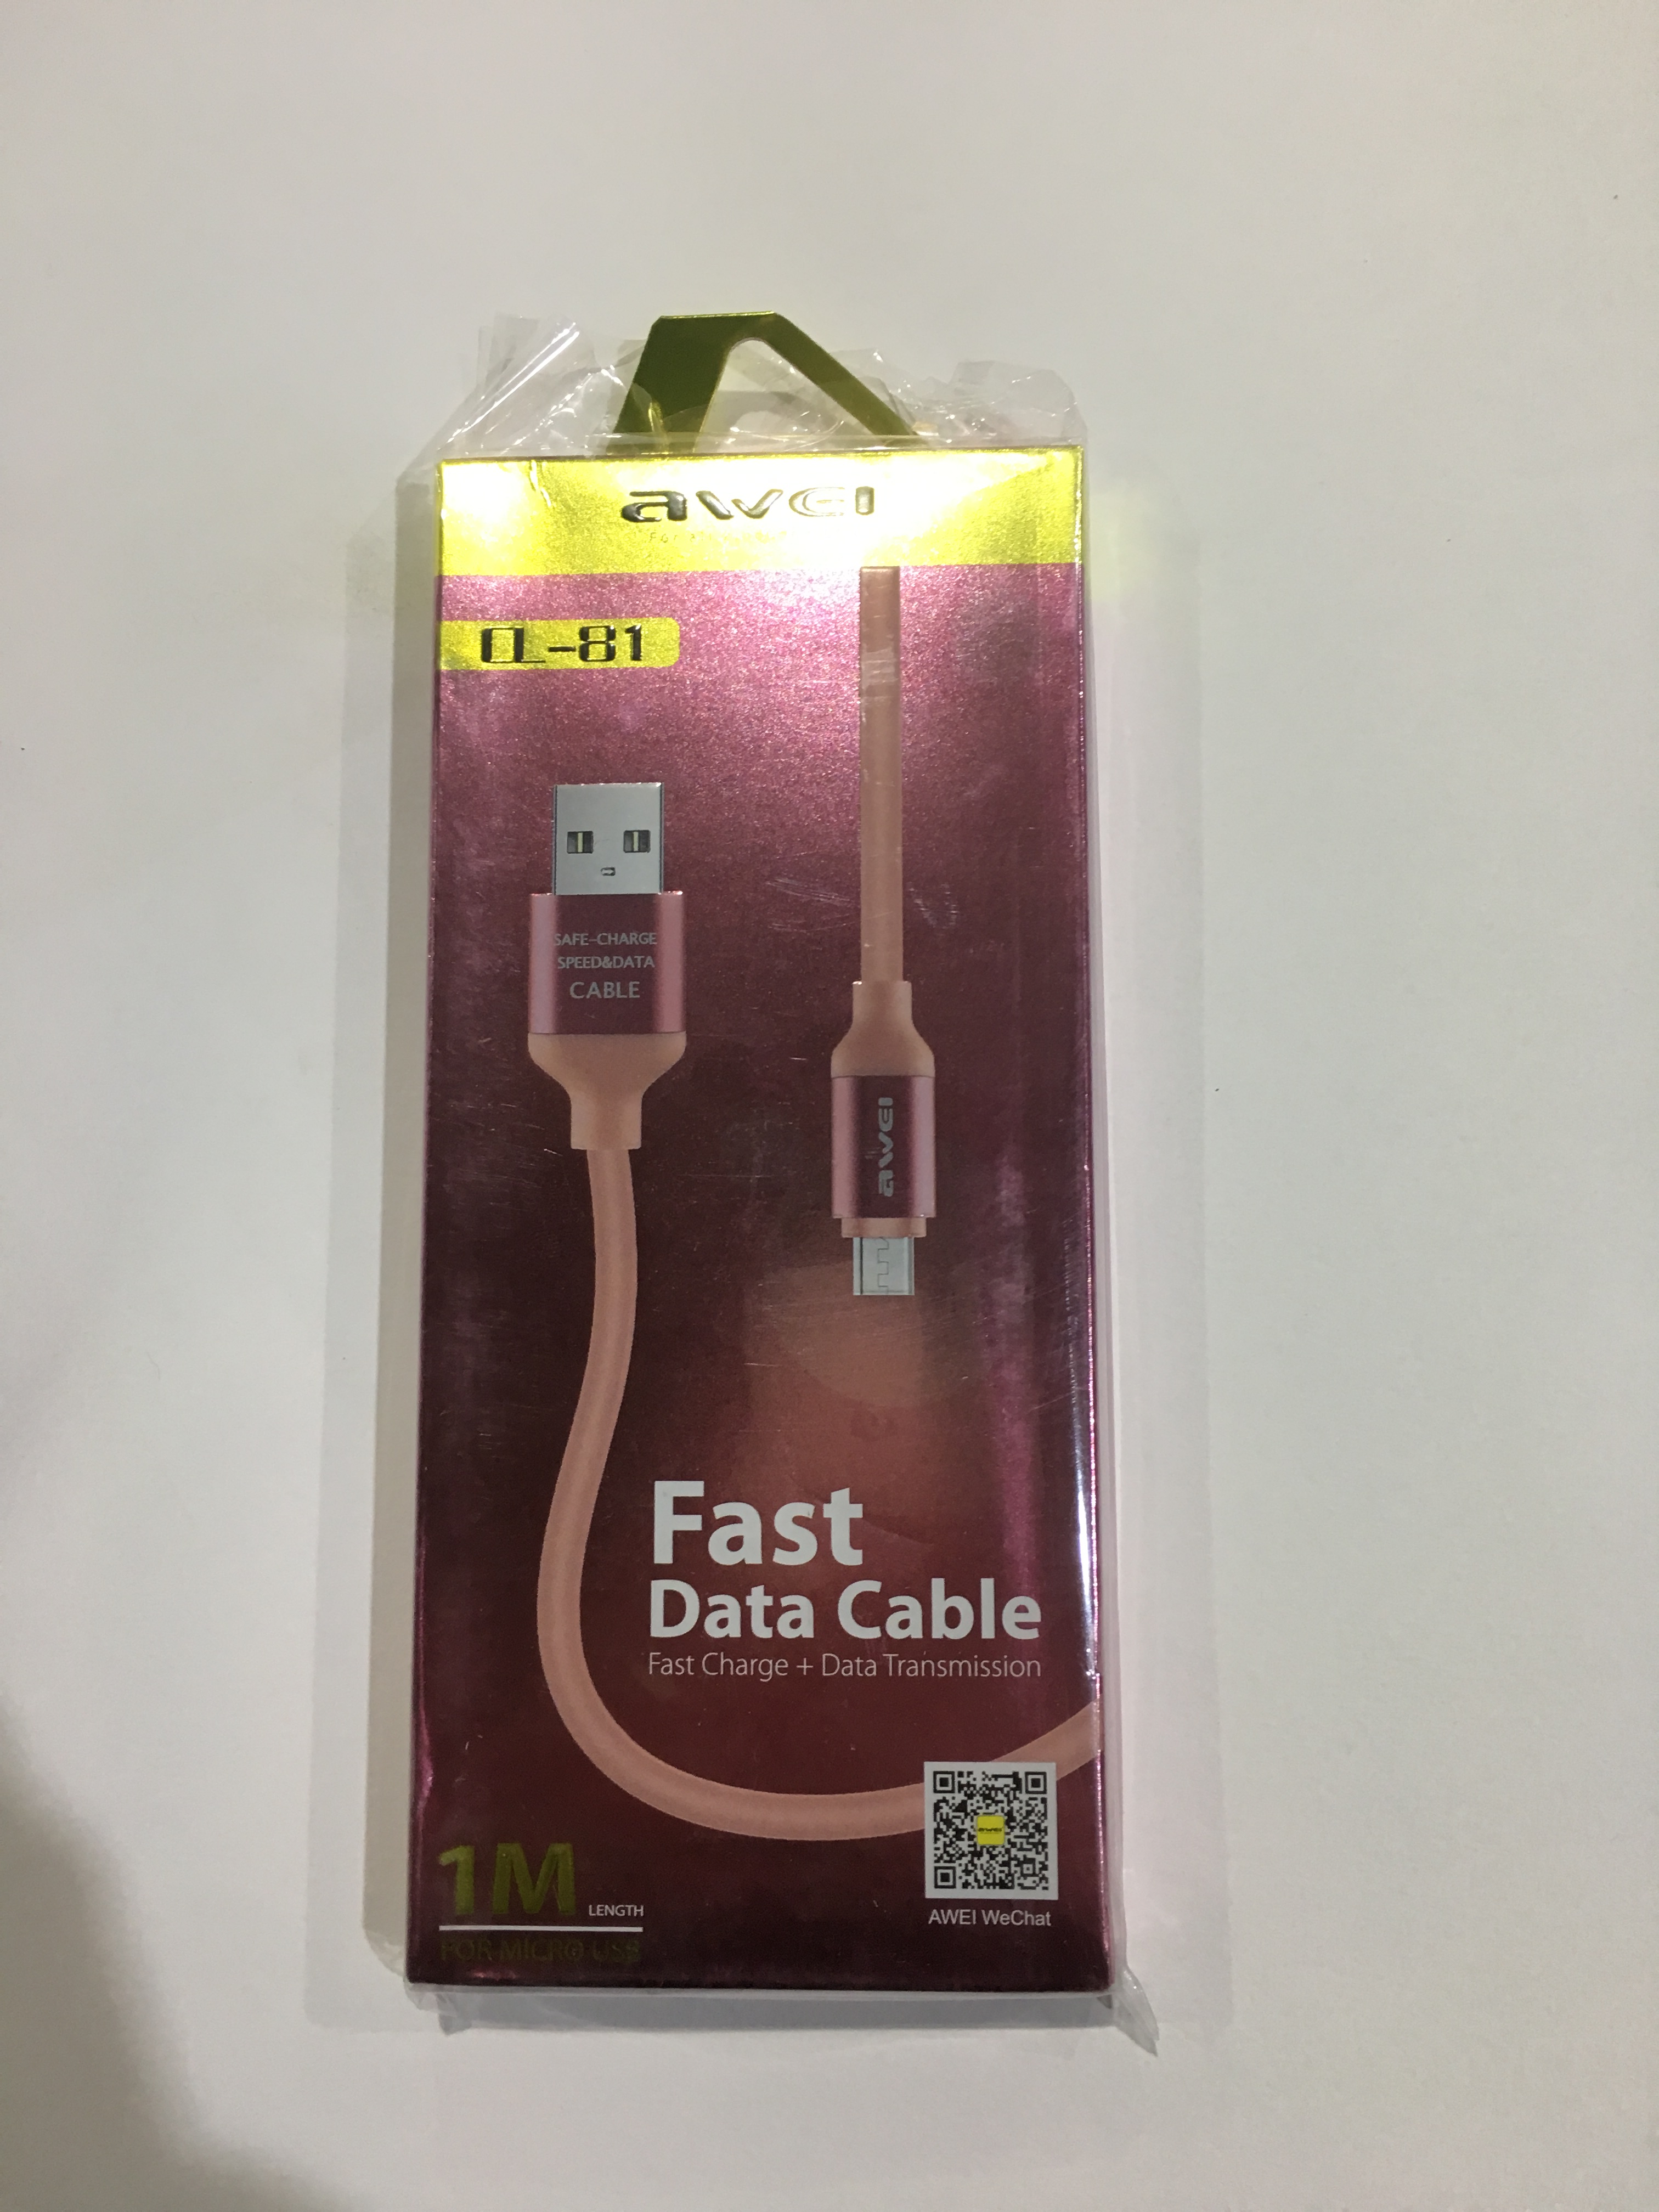 awei
CL-81
SAFE-CHARGE
SPEED&DATA
CABLE
awei
Fast
Data Cable
Fast Charge + Data Transmission
awei
1M LENGTH
FOR MICRO USB
AWEI WeChat